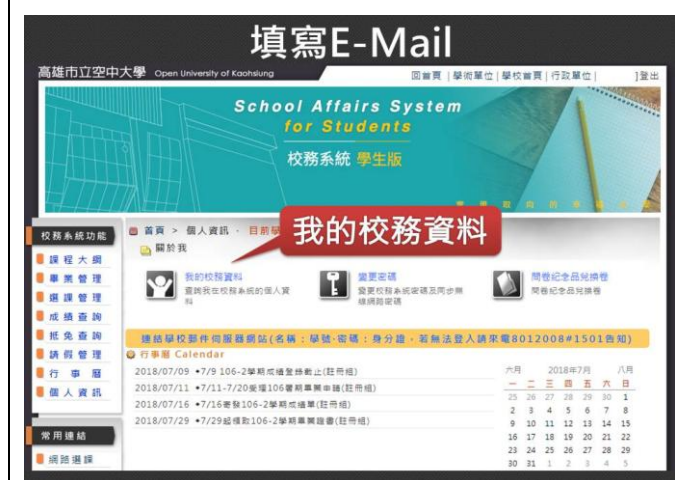 填寫E-Mail
高雄市立空中大學 Open University of Kaohsiung
回首頁 | 學術單位 | 學校首頁 | 行政單位 | ]登出
School Affairs System
for Students
校務系統 學生版
校務系統功能
課程大綱
畢業管理
選課管理
成績查詢
抵免查詢
請假管理
行事曆
個人資訊
常用連結
網路選課
首頁 > 個人資訊 · 目前學
我的校務資料
關於我
我的校務資料
查詢我在校務系統的個人資料
變更密碼
變更校務系統密碼及同步無線網路密碼
問卷紀念品兌換卷
問卷紀念品兌換卷
連結學校郵件伺服器網站(名稱:學號·密碼:身分證,若無法登入請來電8012008#1501告知)
行事曆 Calendar
2018/07/09 •7/9 106-2學期成績登錄截止(註冊組)
2018/07/11 •7/11-7/20受理106暑期畢業申請(註冊組)
2018/07/16 •7/16寄發106-2學期成績單(註冊組)
2018/07/29 •7/29起領取106-2學期畢業證書(註冊組)
六月 2018年7月 八月
一 二 三 四 五 六 日
25 26 27 28 29 30 1
2 3 4 5 6 7 8
9 10 11 12 13 14 15
16 17 18 19 20 21 22
23 24 25 26 27 28 29
30 31 1 2 3 4 5